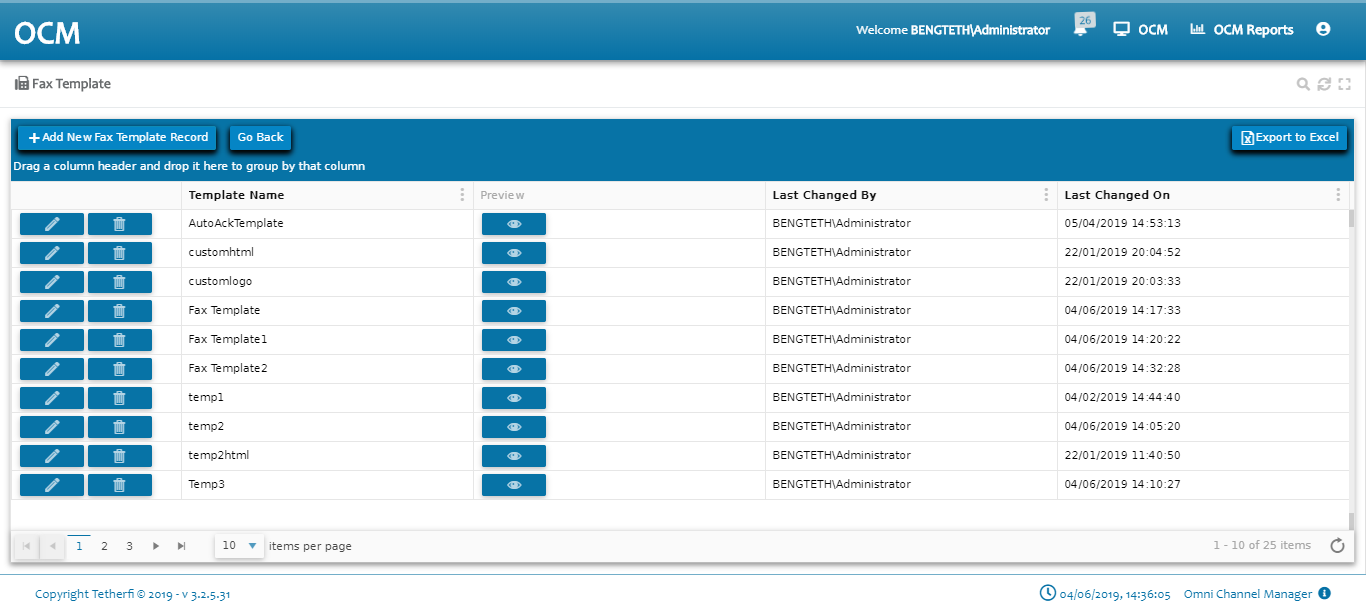 OCM
Welcome BENGTETH\Administrator
26
OCM
OCM Reports
Fax Template
Add New Fax Template Record Go Back Export to Excel
Drag a column header and drop it here to group by that column
Template Name Preview Last Changed By Last Changed On
AutoAckTemplate BENGTETH\Administrator 05/04/2019 14:53:13
customhtml BENGTETH\Administrator 22/01/2019 20:04:52
customlogo BENGTETH\Administrator 22/01/2019 20:03:33
Fax Template BENGTETH\Administrator 04/06/2019 14:17:33
Fax Template1 BENGTETH\Administrator 04/06/2019 14:20:22
Fax Template2 BENGTETH\Administrator 04/06/2019 14:32:28
temp1 BENGTETH\Administrator 04/02/2019 14:44:40
temp2 BENGTETH\Administrator 04/06/2019 14:05:20
temp2html BENGTETH\Administrator 22/01/2019 11:40:50
Temp3 BENGTETH\Administrator 04/06/2019 14:10:27
1 2 3 10 items per page 1 - 10 of 25 items
Copyright Tetherfi © 2019 - v 3.2.5.31 04/06/2019, 14:36:05 Omni Channel Manager